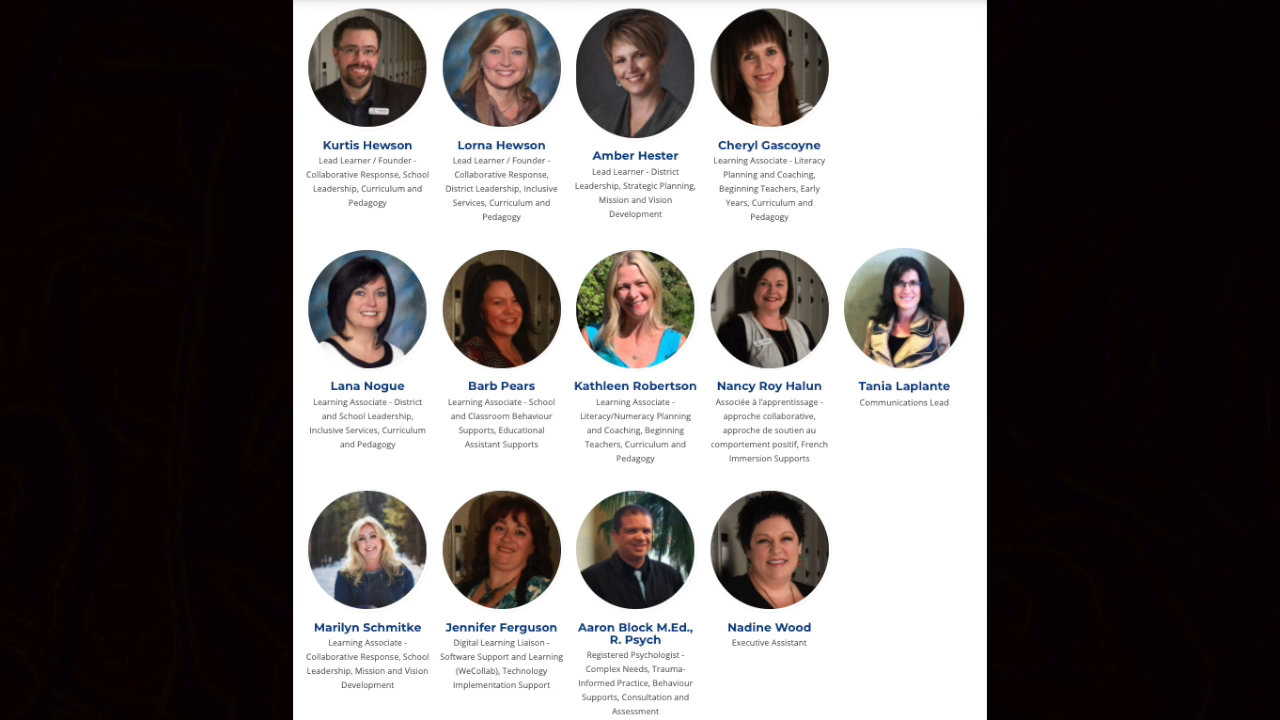 Kurtis Hewson
Lead Learner / Founder -
Collaborative Response, School
Leadership, Curriculum and
Pedagogy
Lorna Hewson
Lead Learner / Founder -
Collaborative Response,
District Leadership, Inclusive
Services, Curriculum and
Pedagogy
Amber Hester
Lead Learner - District
Leadership, Strategic Planning,
Mission and Vision
Development
Cheryl Gascoyne
Learning Associate - Literacy
Planning and Coaching,
Beginning Teachers, Early
Years, Curriculum and
Pedagogy
Lana Nogue
Learning Associate - District
and School Leadership,
Inclusive Services, Curriculum
and Pedagogy
Barb Pears
Learning Associate - School
and Classroom Behaviour
Supports, Educational
Assistant Supports
Kathleen Robertson
Learning Associate -
Literacy/Numeracy Planning
and Coaching, Beginning
Teachers, Curriculum and
Pedagogy
Nancy Roy Halun
Associée à l'apprentissage -
approche collaborative,
approche de soutien au
comportement positif, French
Immersion Supports
Tania Laplante
Communications Lead
Marilyn Schmitke
Learning Associate -
Collaborative Response, School
Leadership, Mission and Vision
Development
Jennifer Ferguson
Digital Learning Liaison -
Software Support and Learning
(WeCollab), Technology
Implementation Support
Aaron Block M.Ed.,
R. Psych
Registered Psychologist -
Complex Needs, Trauma-
Informed Practice, Behaviour
Supports, Consultation and
Assessment
Nadine Wood
Executive Assistant